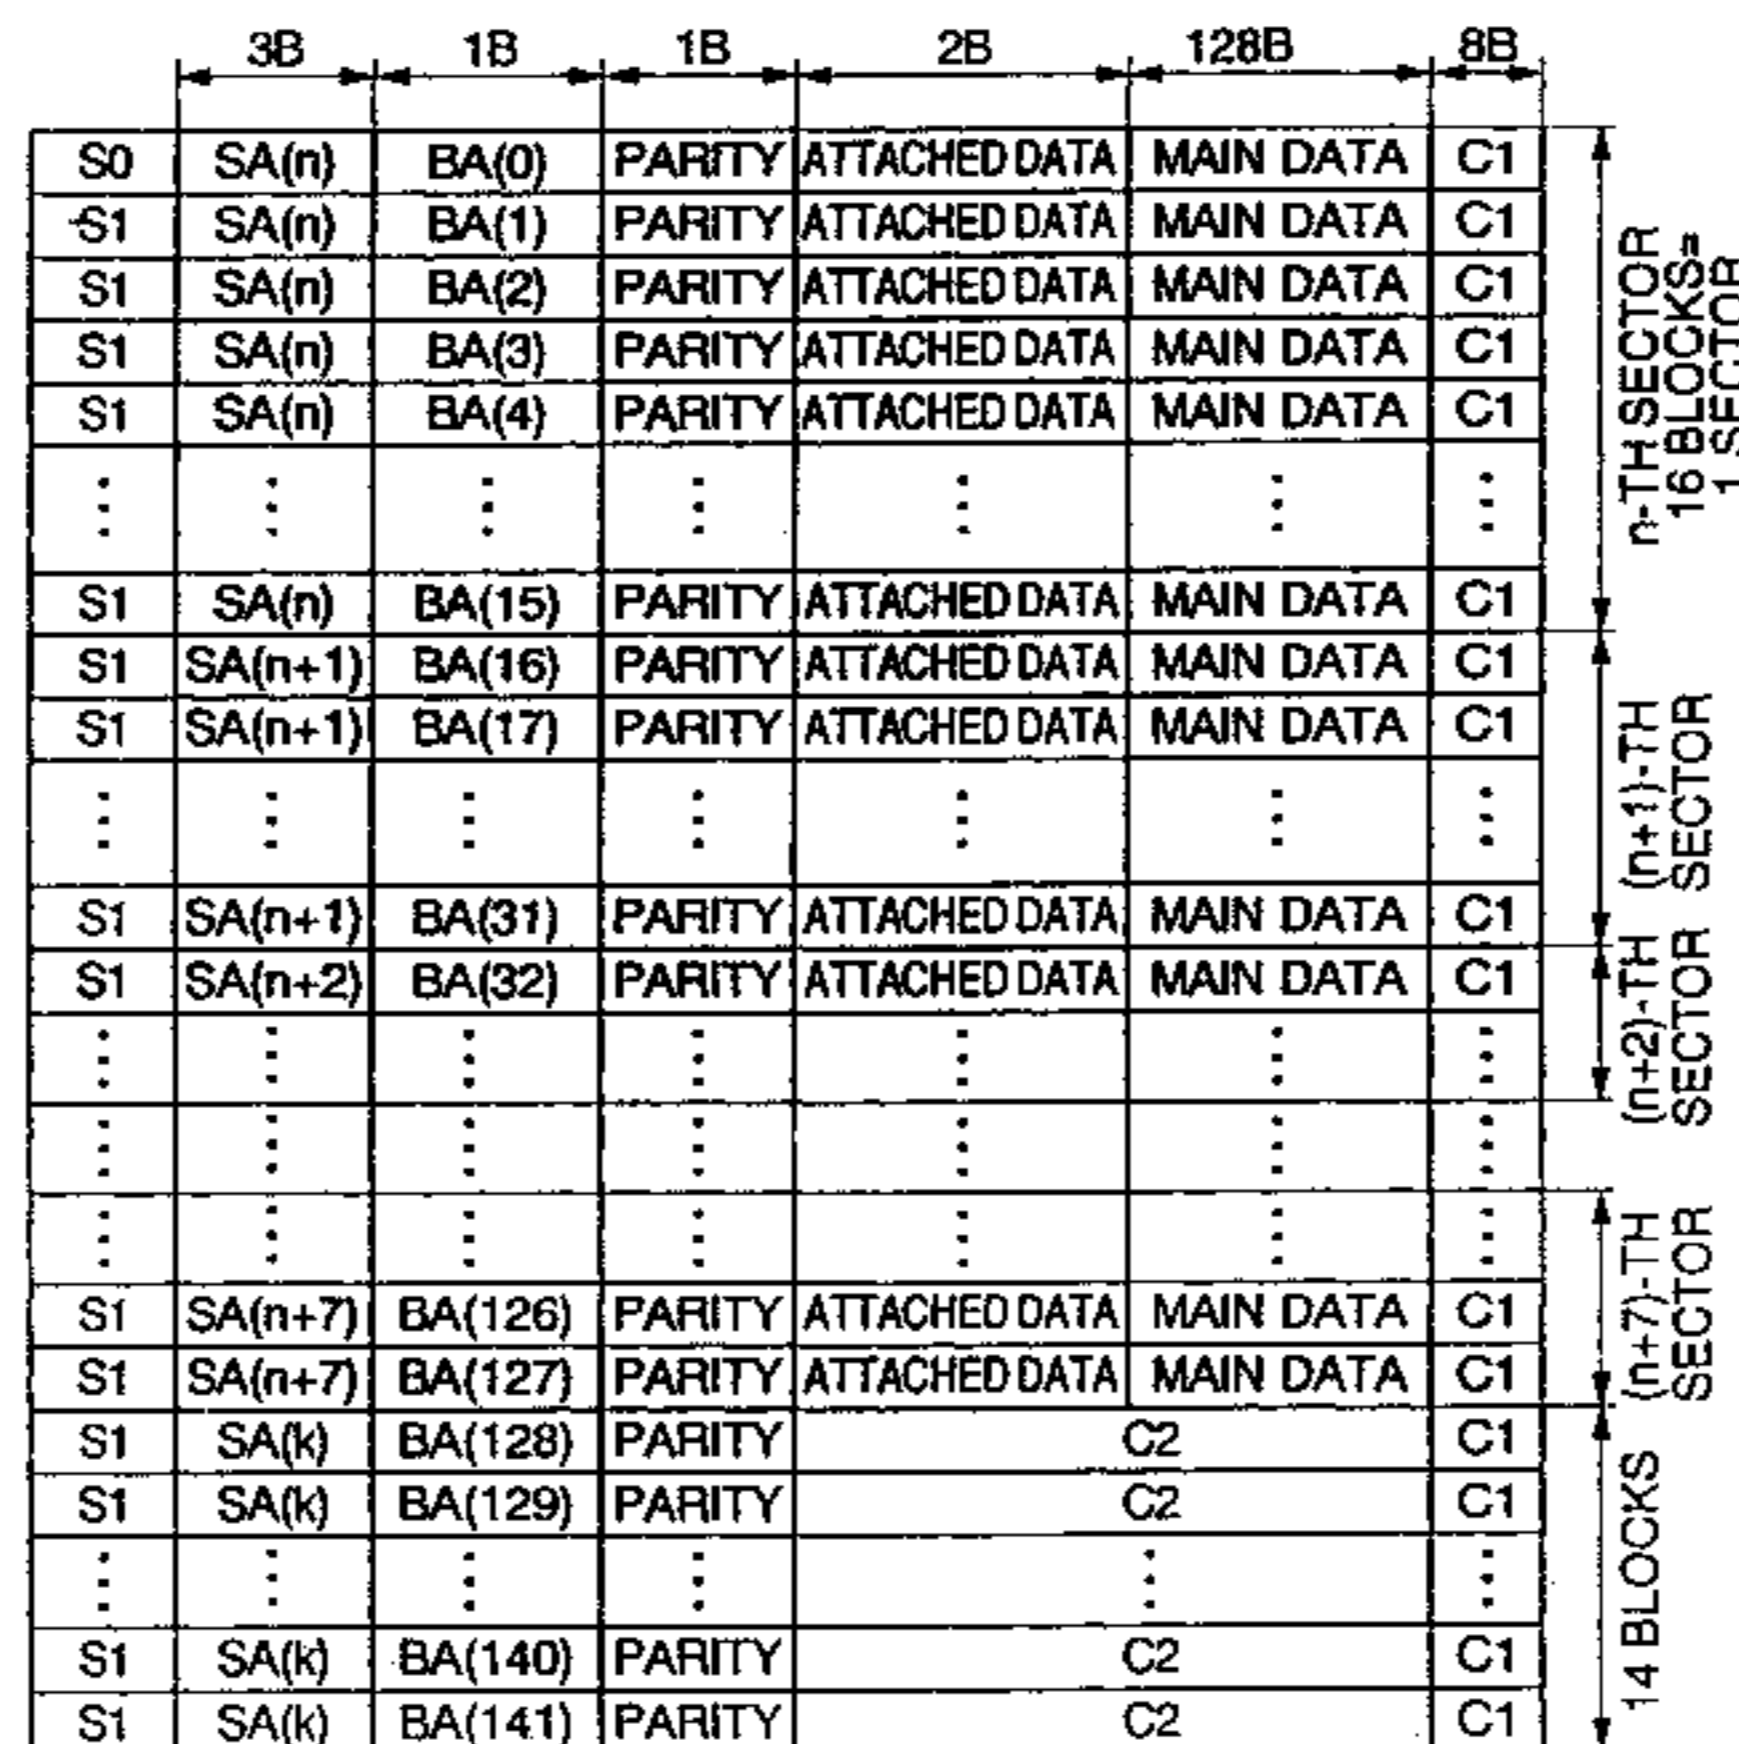 3B 1B 1B 2B 128B 8B
S0 SA(n) BA(0) PARITY ATTACHED DATA MAIN DATA C1
S1 SA(n) BA(1) PARITY ATTACHED DATA MAIN DATA C1
S1 SA(n) BA(2) PARITY ATTACHED DATA MAIN DATA C1
S1 SA(n) BA(3) PARITY ATTACHED DATA MAIN DATA C1
S1 SA(n) BA(4) PARITY ATTACHED DATA MAIN DATA C1
S1 SA(n) BA(15) PARITY ATTACHED DATA MAIN DATA C1
n-TH SECTOR
16 BLOCKS=
1 SECTOR
S1 SA(n+1) BA(16) PARITY ATTACHED DATA MAIN DATA C1
S1 SA(n+1) BA(17) PARITY ATTACHED DATA MAIN DATA C1
S1 SA(n+1) BA(31) PARITY ATTACHED DATA MAIN DATA C1
(n+1)-TH
SECTOR
S1 SA(n+2) BA(32) PARITY ATTACHED DATA MAIN DATA C1
(n+2)-TH
SECTOR
S1 SA(n+7) BA(126) PARITY ATTACHED DATA MAIN DATA C1
S1 SA(n+7) BA(127) PARITY ATTACHED DATA MAIN DATA C1
(n+7)-TH
SECTOR
S1 SA(k) BA(128) PARITY C2 C1
S1 SA(k) BA(129) PARITY C2 C1
S1 SA(k) BA(140) PARITY C2 C1
S1 SA(k) BA(141) PARITY C2 C1
14 BLOCKS